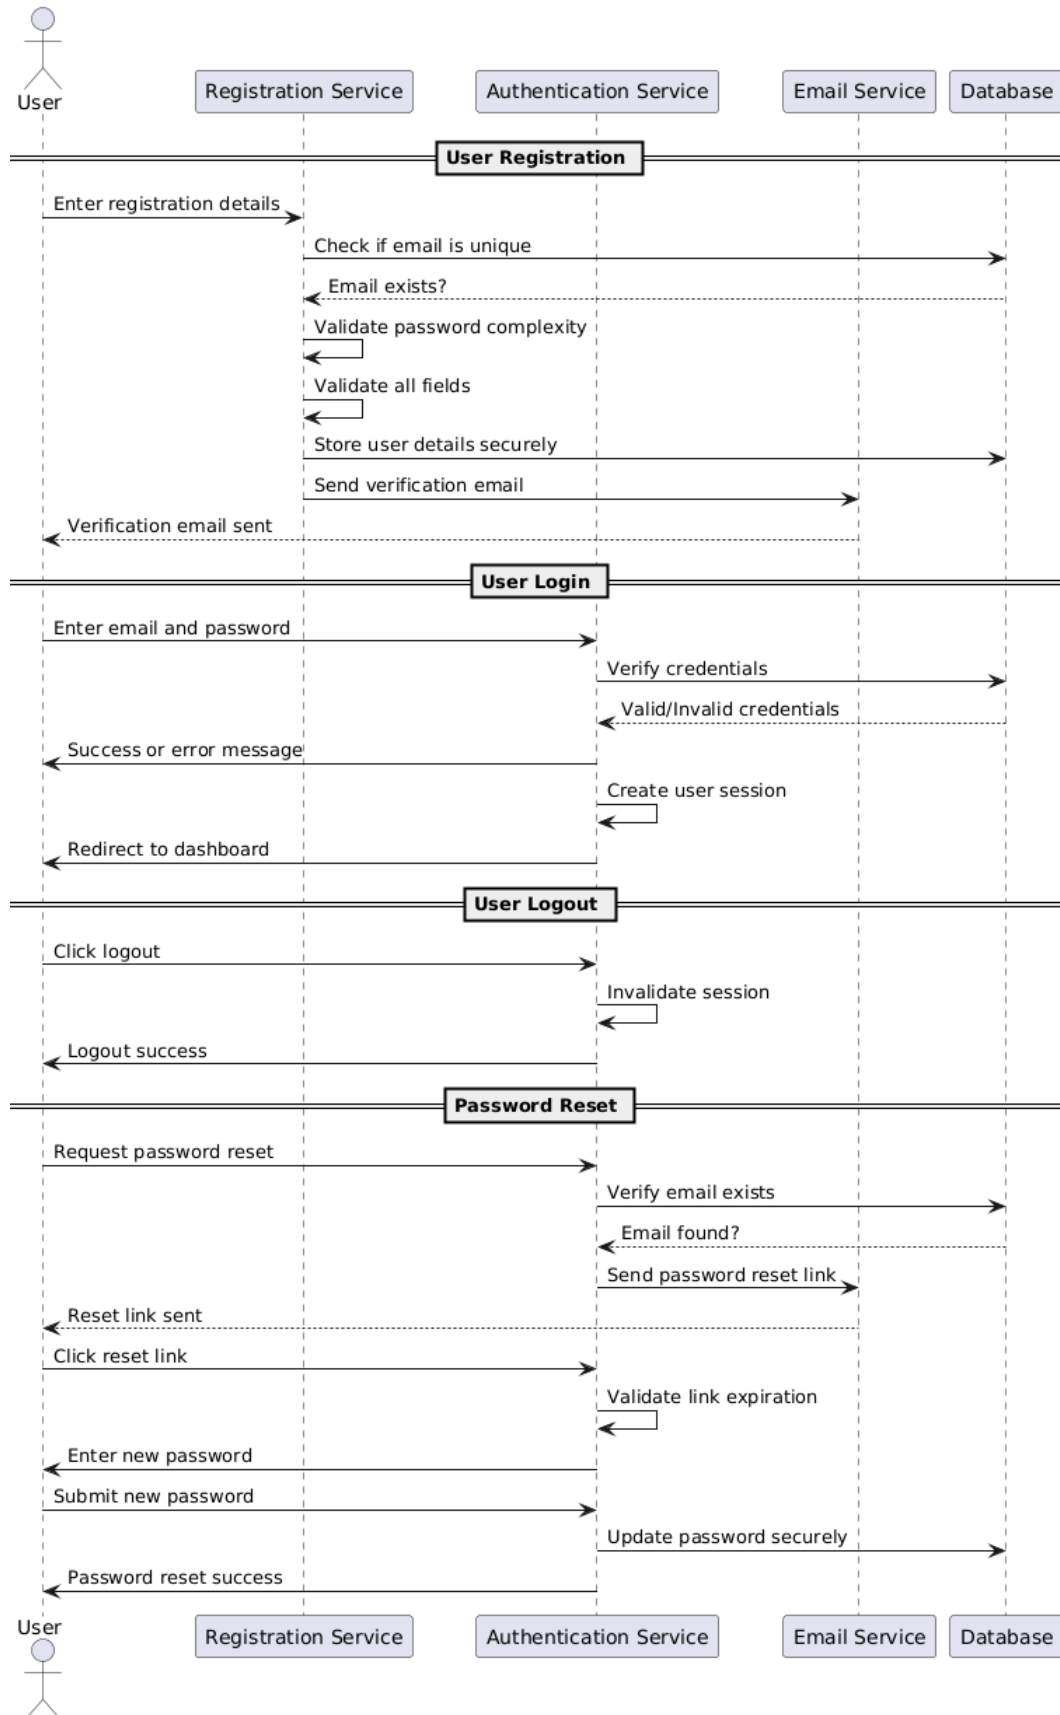 User
Registration Service
Authentication Service
Email Service
Database
User Registration
Enter registration details
Check if email is unique
Email exists?
Validate password complexity
Validate all fields
Store user details securely
Send verification email
Verification email sent
User Login
Enter email and password
Verify credentials
Valid/Invalid credentials
Success or error message
Create user session
Redirect to dashboard
User Logout
Click logout
Invalidate session
Logout success
Password Reset
Request password reset
Verify email exists
Email found?
Send password reset link
Reset link sent
Click reset link
Validate link expiration
Enter new password
Submit new password
Update password securely
Password reset success
User
Registration Service
Authentication Service
Email Service
Database